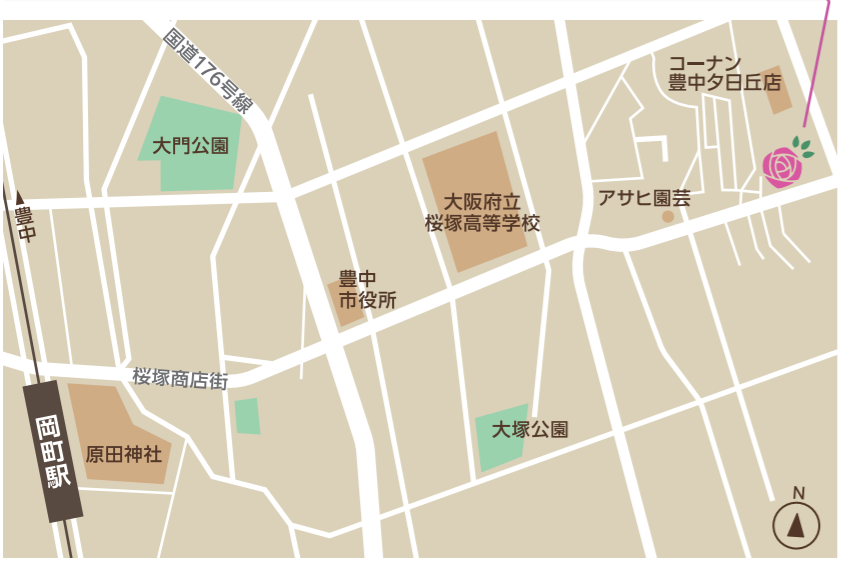 国道176号線
コーナン
豊中夕日丘店
大門公園
大阪府立
桜塚高等学校
アサヒ園芸
豊中
豊中
市役所
桜塚商店街
岡町駅
原田神社
大塚公園
N